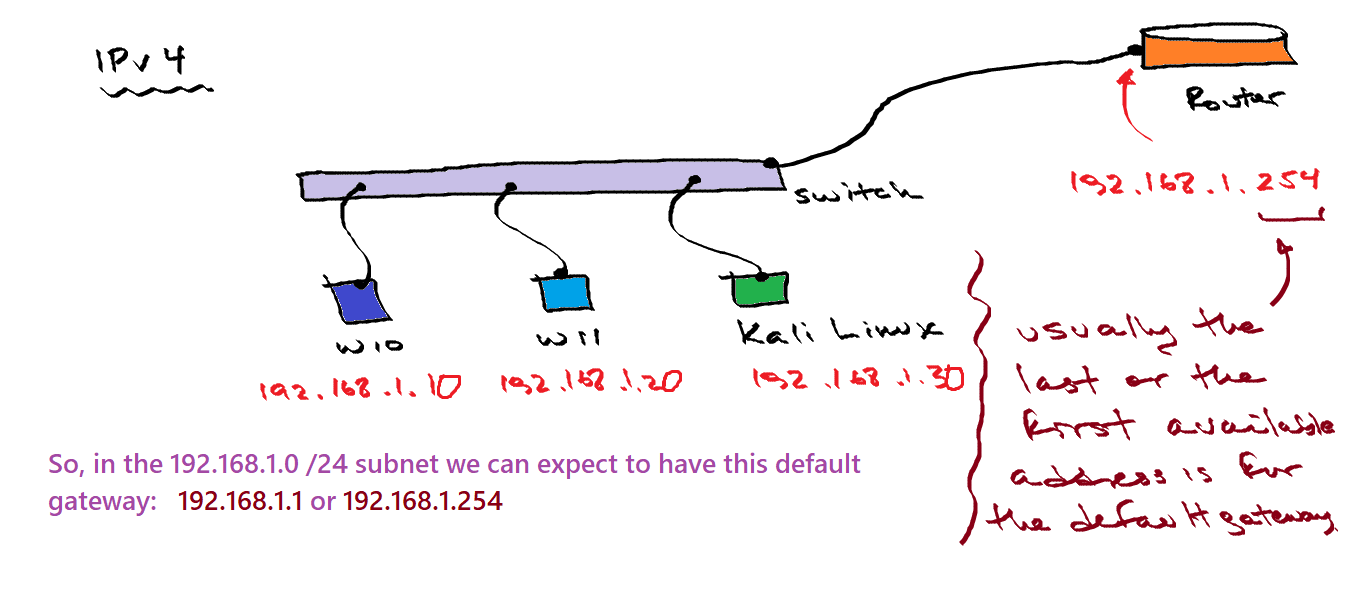 IPv4
Router
192.168.1.254
switch
W10
W11
Kali Linux
192.168.1.10
192.168.1.20
192.168.1.30
usually the
last or the
first available
address is for
the default gateway
So, in the 192.168.1.0 /24 subnet we can expect to have this default
gateway: 192.168.1.1 or 192.168.1.254